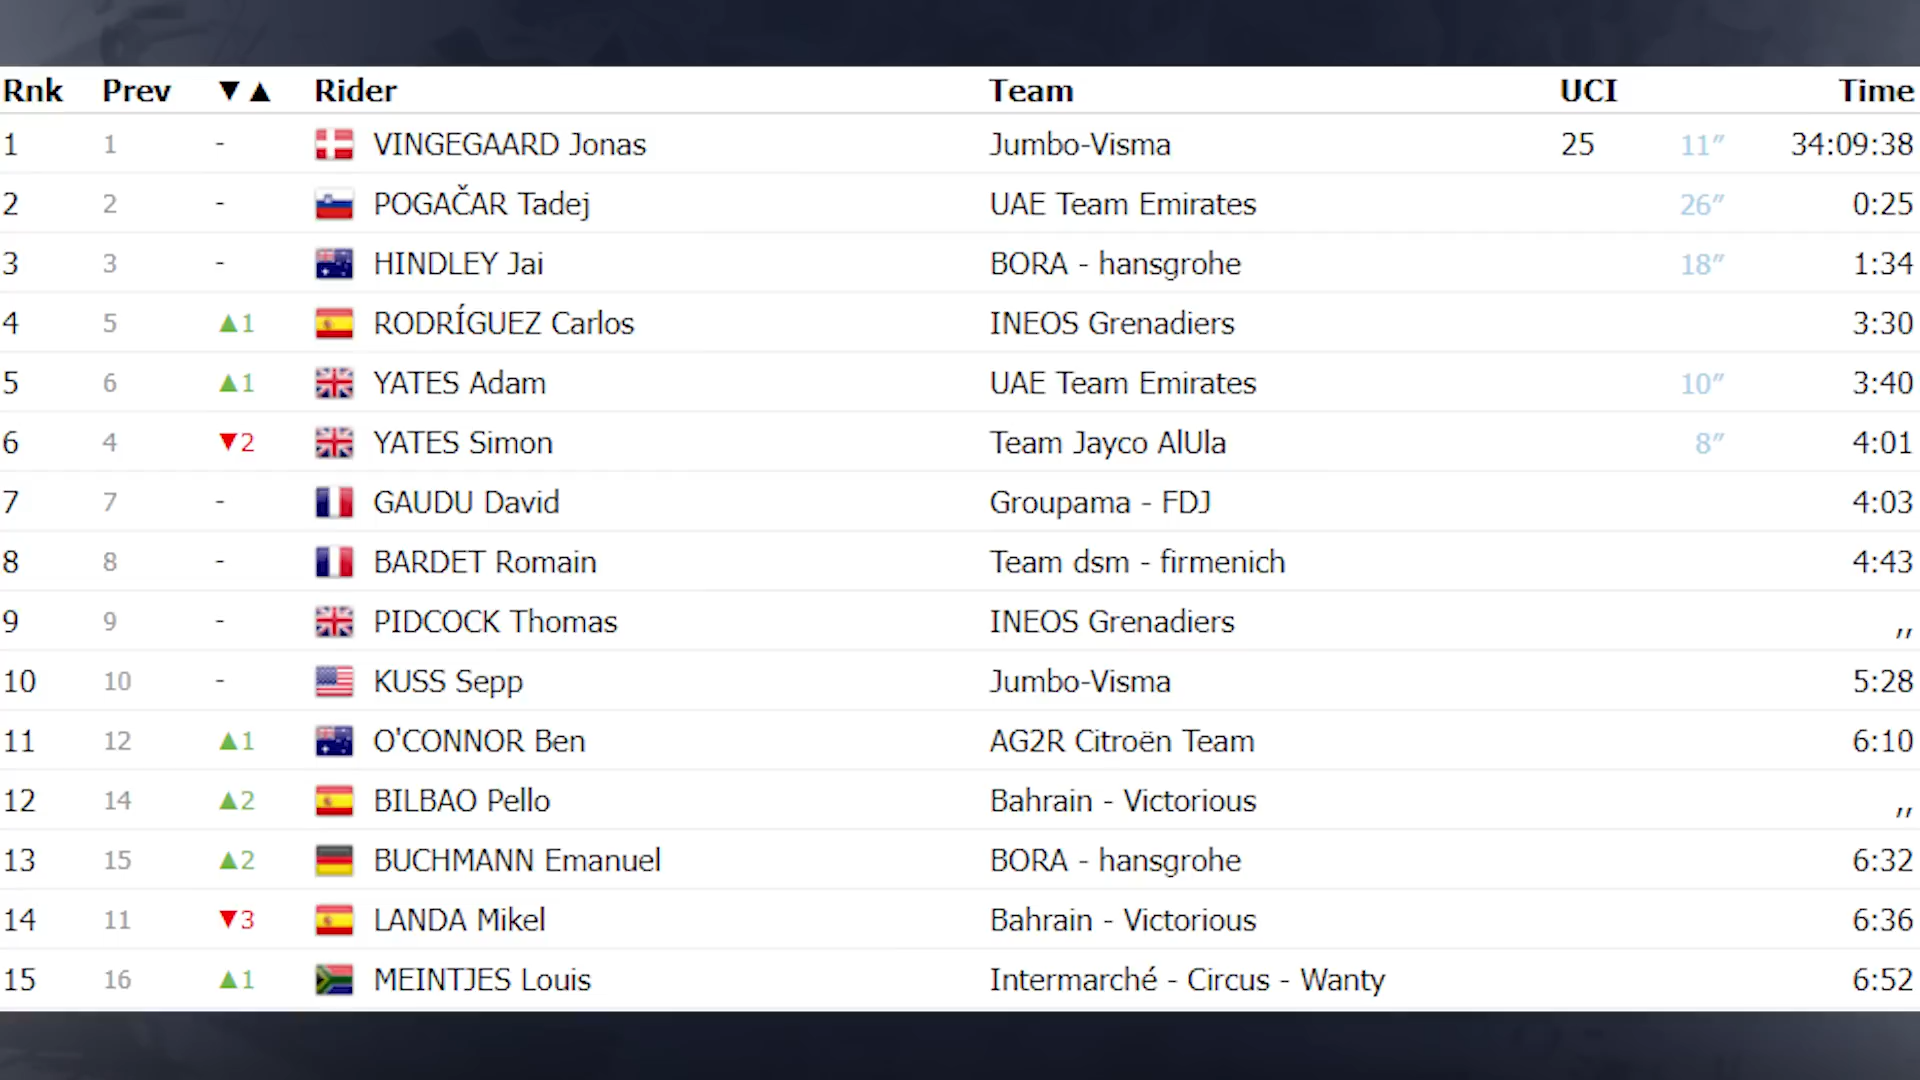 Rnk Prev ▼▲ Rider Team UCI Time
1 1 - VINGEGAARD Jonas Jumbo-Visma 25 11″ 34:09:38
2 2 - POGAČAR Tadej UAE Team Emirates 26″ 0:25
3 3 - HINDLEY Jai BORA - hansgrohe 18″ 1:34
4 5 ▲1 RODRÍGUEZ Carlos INEOS Grenadiers 3:30
5 6 ▲1 YATES Adam UAE Team Emirates 10″ 3:40
6 4 ▼2 YATES Simon Team Jayco AlUla 8″ 4:01
7 7 - GAUDU David Groupama - FDJ 4:03
8 8 - BARDET Romain Team dsm - firmenich 4:43
9 9 - PIDCOCK Thomas INEOS Grenadiers ,,
10 10 - KUSS Sepp Jumbo-Visma 5:28
11 12 ▲1 O'CONNOR Ben AG2R Citroën Team 6:10
12 14 ▲2 BILBAO Pello Bahrain - Victorious ,,
13 15 ▲2 BUCHMANN Emanuel BORA - hansgrohe 6:32
14 11 ▼3 LANDA Mikel Bahrain - Victorious 6:36
15 16 ▲1 MEINTJES Louis Intermarché - Circus - Wanty 6:52